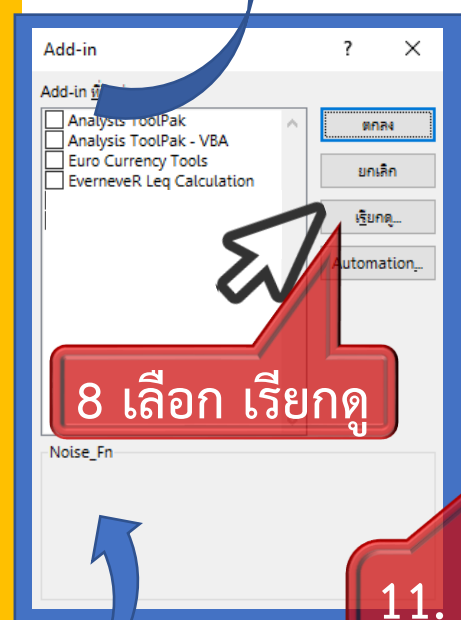 Add-in
? ×
Add-in
Analysis ToolPak
Analysis ToolPak - VBA
Euro Currency Tools
EverneveR Leq Calculation
ตกลง
ยกเลิก
เรียกดู...
Automation...
8 เลือก เรียกดู
Noise_Fn
11.